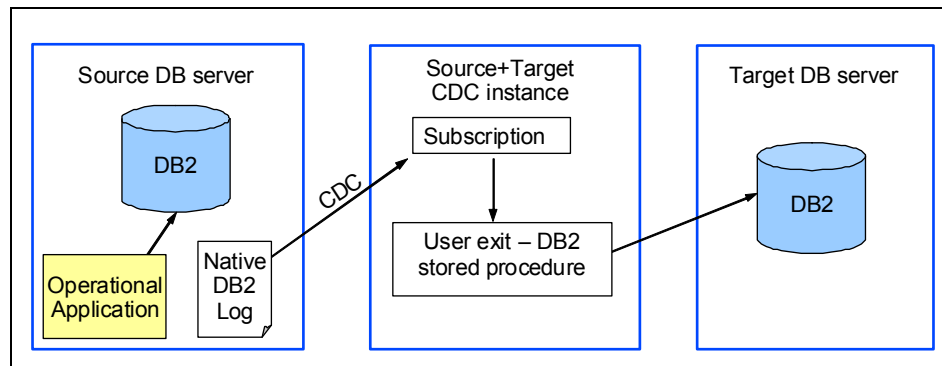 Source DB server
DB2
Operational
Application
Native
DB2
Log
CDC
Source+Target
CDC instance
Subscription
User exit – DB2
stored procedure
Target DB server
DB2